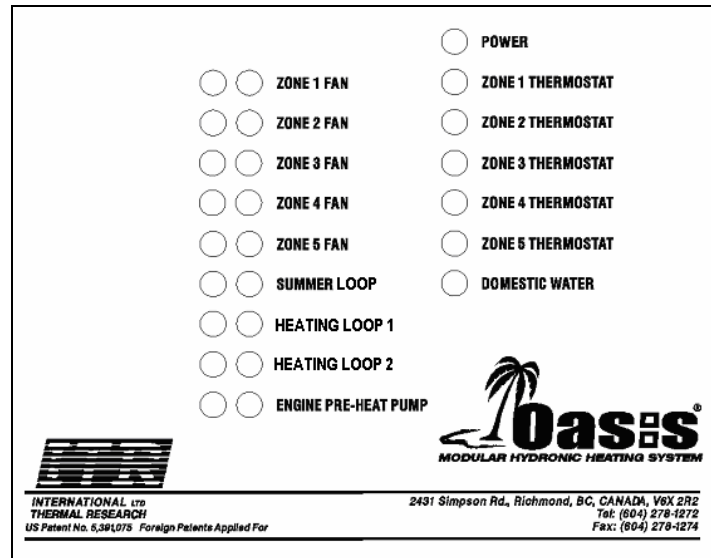 POWER
ZONE 1 FAN
ZONE 1 THERMOSTAT
ZONE 2 FAN
ZONE 2 THERMOSTAT
ZONE 3 FAN
ZONE 3 THERMOSTAT
ZONE 4 FAN
ZONE 4 THERMOSTAT
ZONE 5 FAN
ZONE 5 THERMOSTAT
SUMMER LOOP
DOMESTIC WATER
HEATING LOOP 1
HEATING LOOP 2
ENGINE PRE-HEAT PUMP
Oasis®
MODULAR HYDRONIC HEATING SYSTEM
ITR
INTERNATIONAL LTD
THERMAL RESEARCH
US Patent No. 5,391,075 Foreign Patents Applied For
2431 Simpson Rd., Richmond, BC, CANADA, V6X 2R2
Tel: (604) 278-1272
Fax: (604) 278-1274